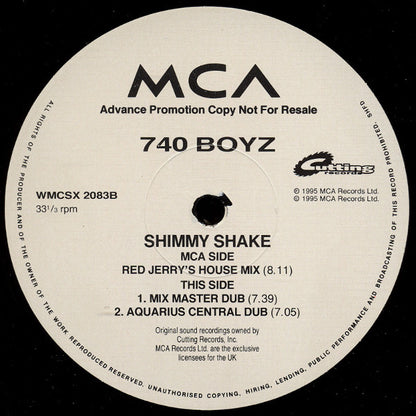 MCA
Advance Promotion Copy Not For Resale
740 BOYZ
WMCSX 2083B
33 1/3 rpm
Cutting
records
℗ 1995 MCA Records Ltd.
© 1995 MCA Records Ltd.
SHIMMY SHAKE
MCA SIDE
RED JERRY'S HOUSE MIX (8.11)
THIS SIDE
1. MIX MASTER DUB (7.39)
2. AQUARIUS CENTRAL DUB (7.05)
Original sound recordings owned by
Cutting Records, Inc.
MCA Records Ltd. are the exclusive
licensees for the UK
ALL RIGHTS OF THE PRODUCER AND OF THE OWNER OF THE WORK REPRODUCED RESERVED. UNAUTHORISED COPYING, HIRING, LENDING, PUBLIC PERFORMANCE AND BROADCASTING OF THIS RECORD PROHIBITED. SHFD